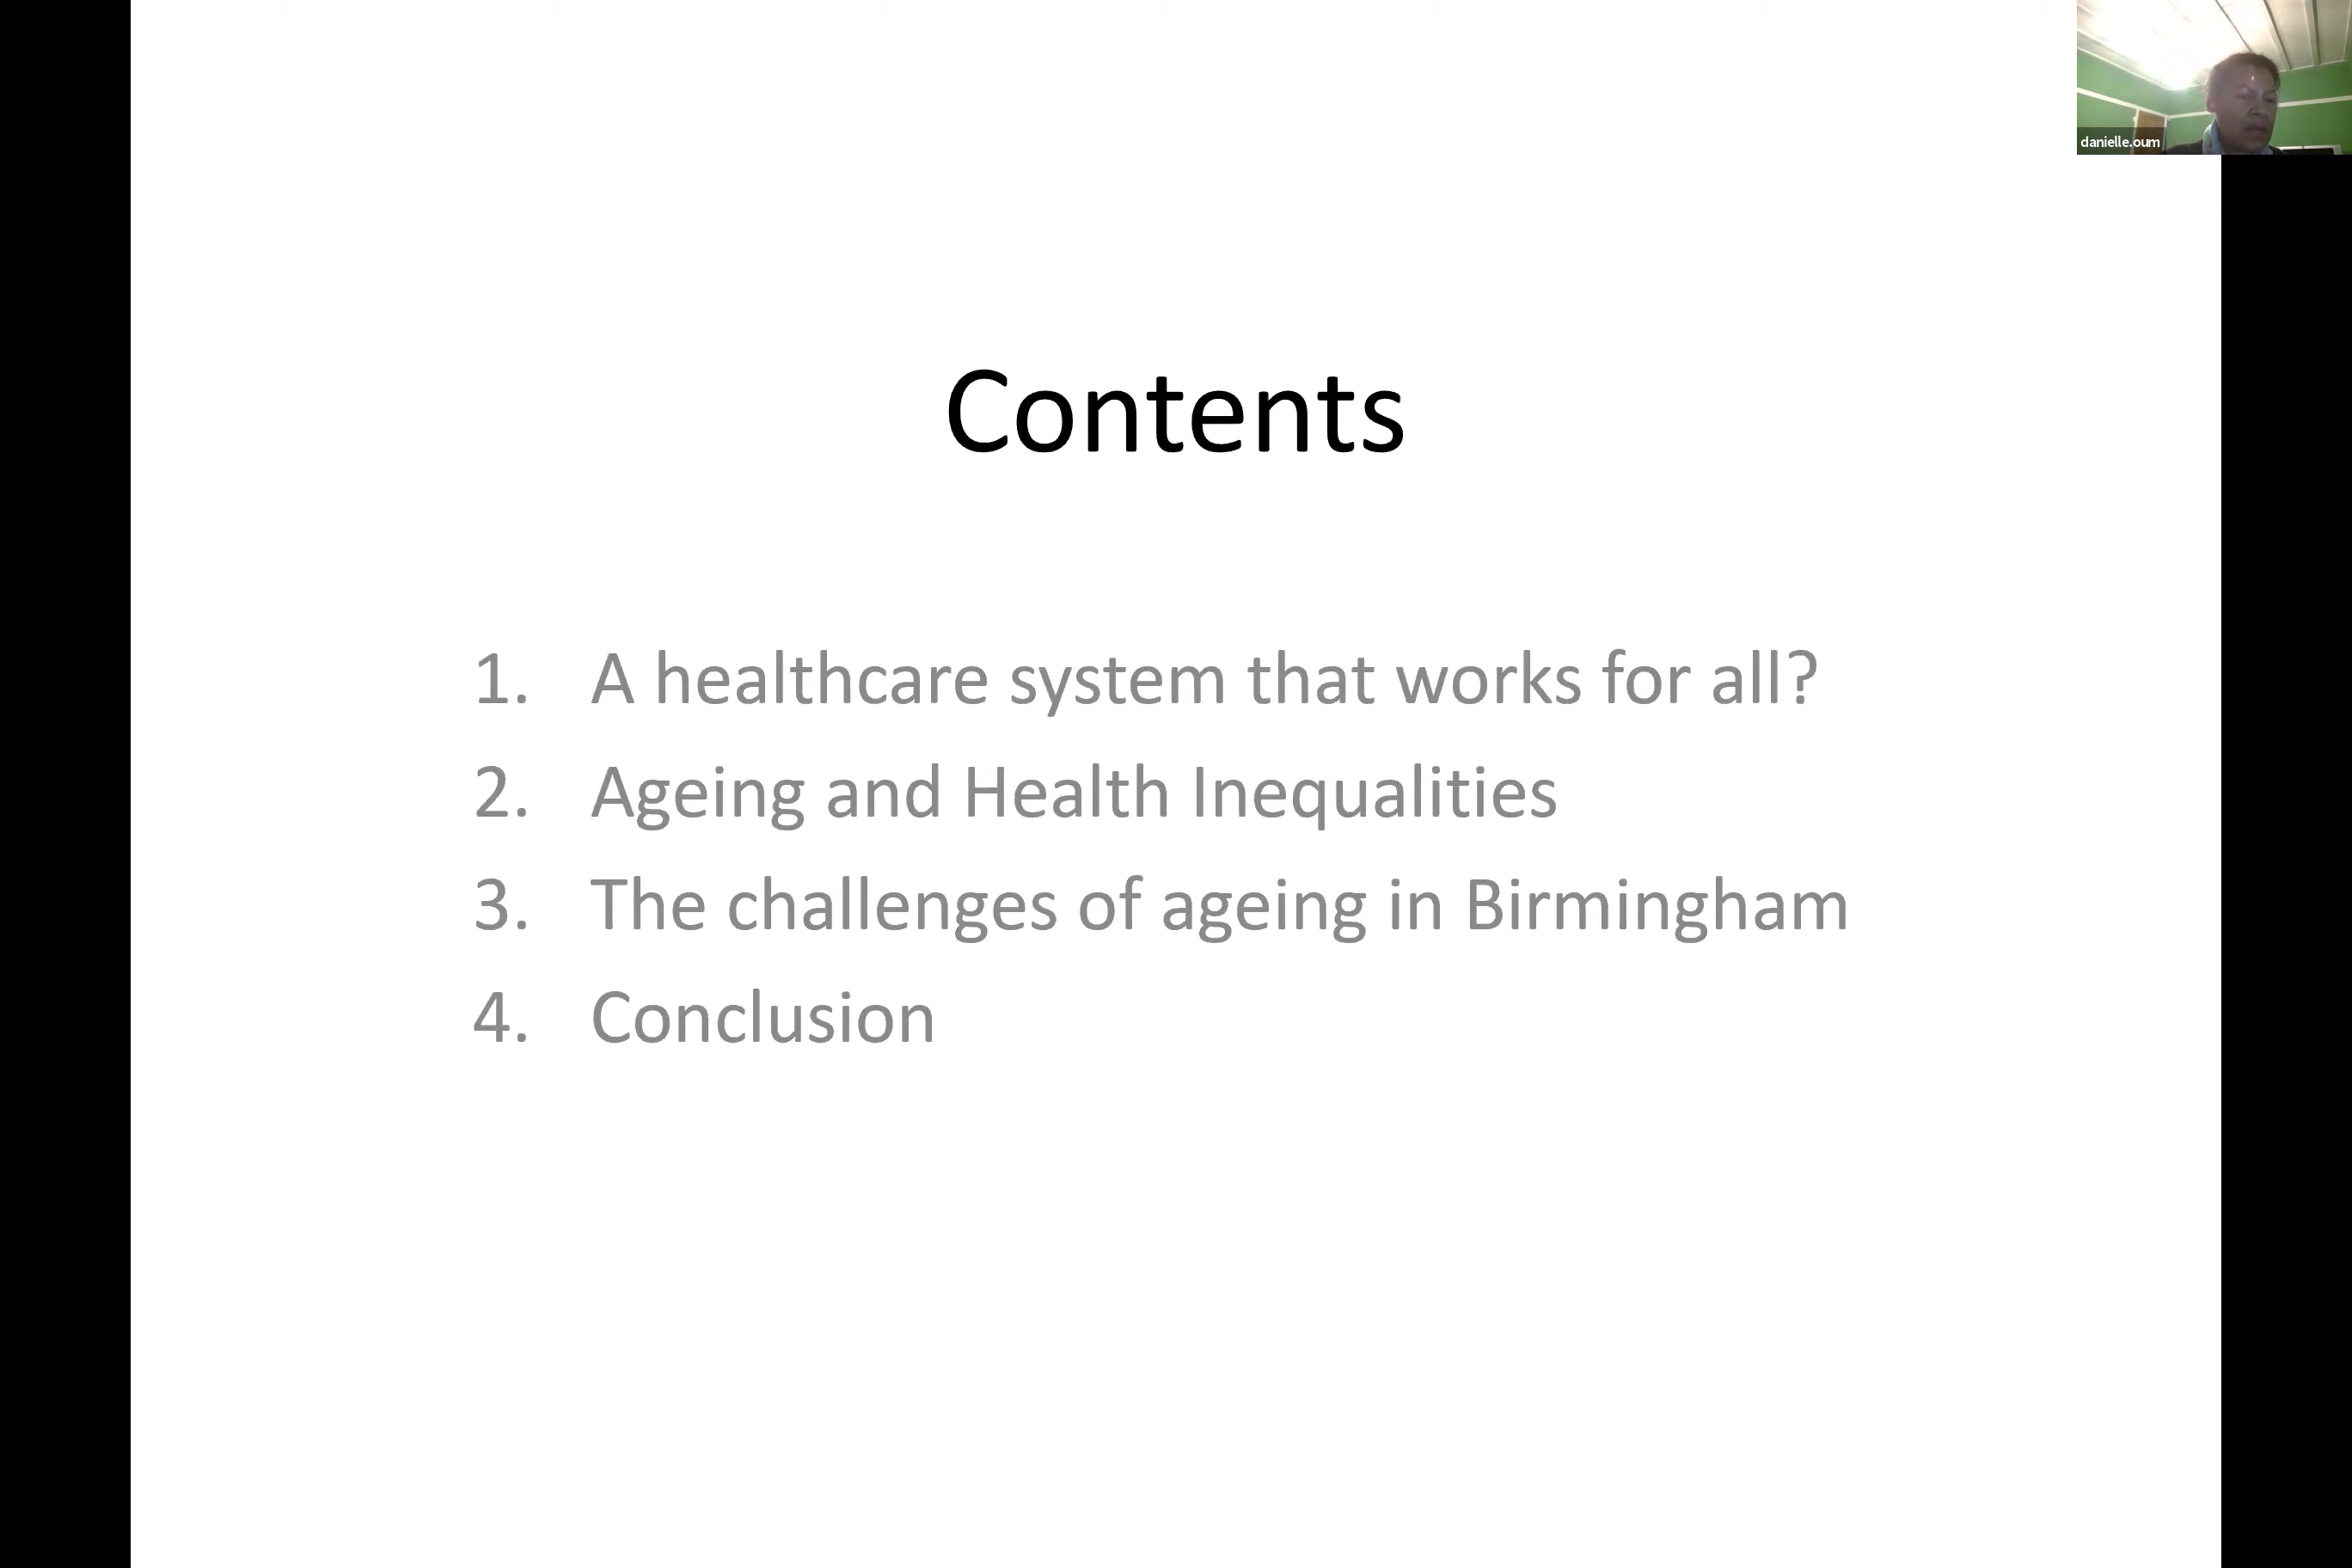 danielle.oum
Contents
1. A healthcare system that works for all?
2. Ageing and Health Inequalities
3. The challenges of ageing in Birmingham
4. Conclusion